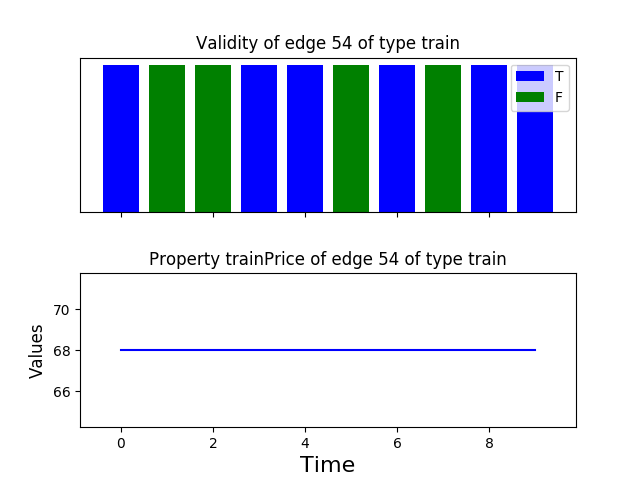 Validity of edge 54 of type train
T
F
Property trainPrice of edge 54 of type train
Values
70
68
66
0 2 4 6 8
Time